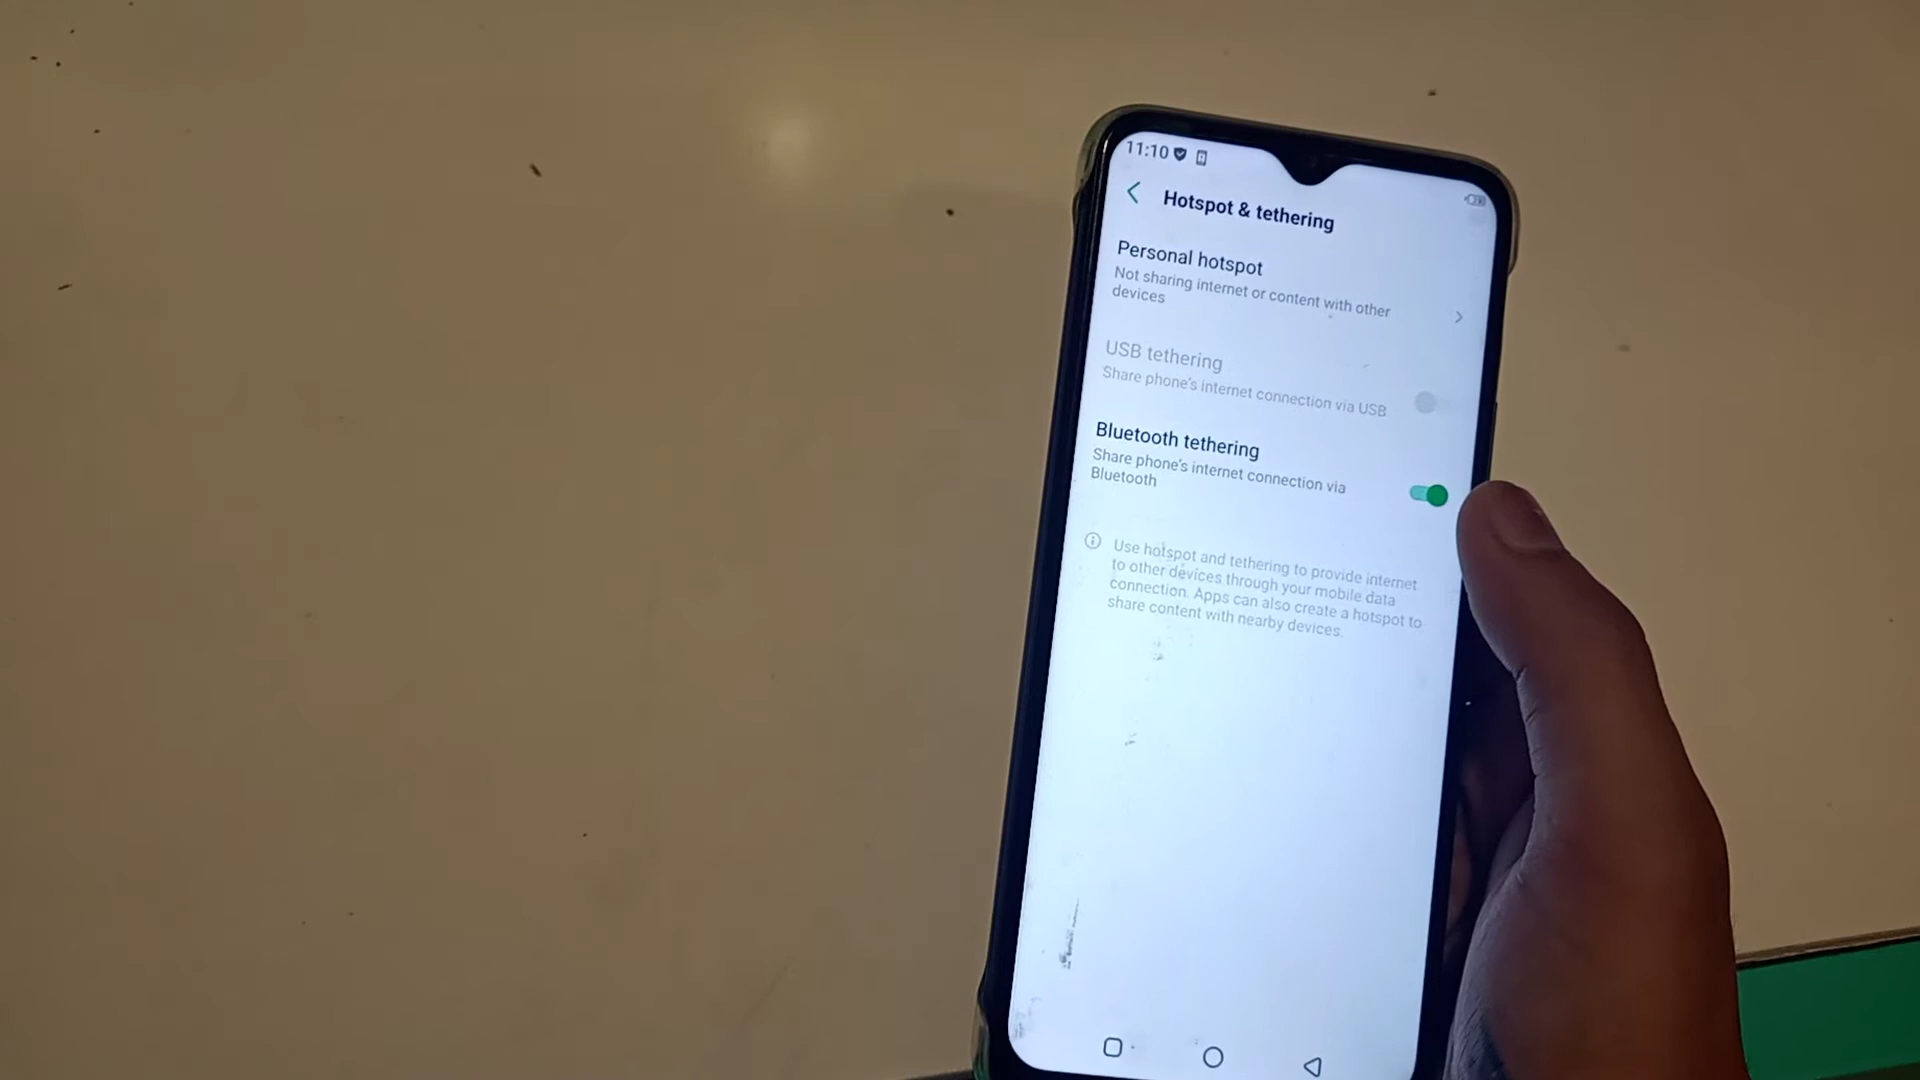 11:10
Hotspot & tethering
Personal hotspot
Not sharing internet or content with other
devices
USB tethering
Share phone's internet connection via USB
Bluetooth tethering
Share phone's internet connection via
Bluetooth
Use hotspot and tethering to provide internet
to other devices through your mobile data
connection. Apps can also create a hotspot to
share content with nearby devices.